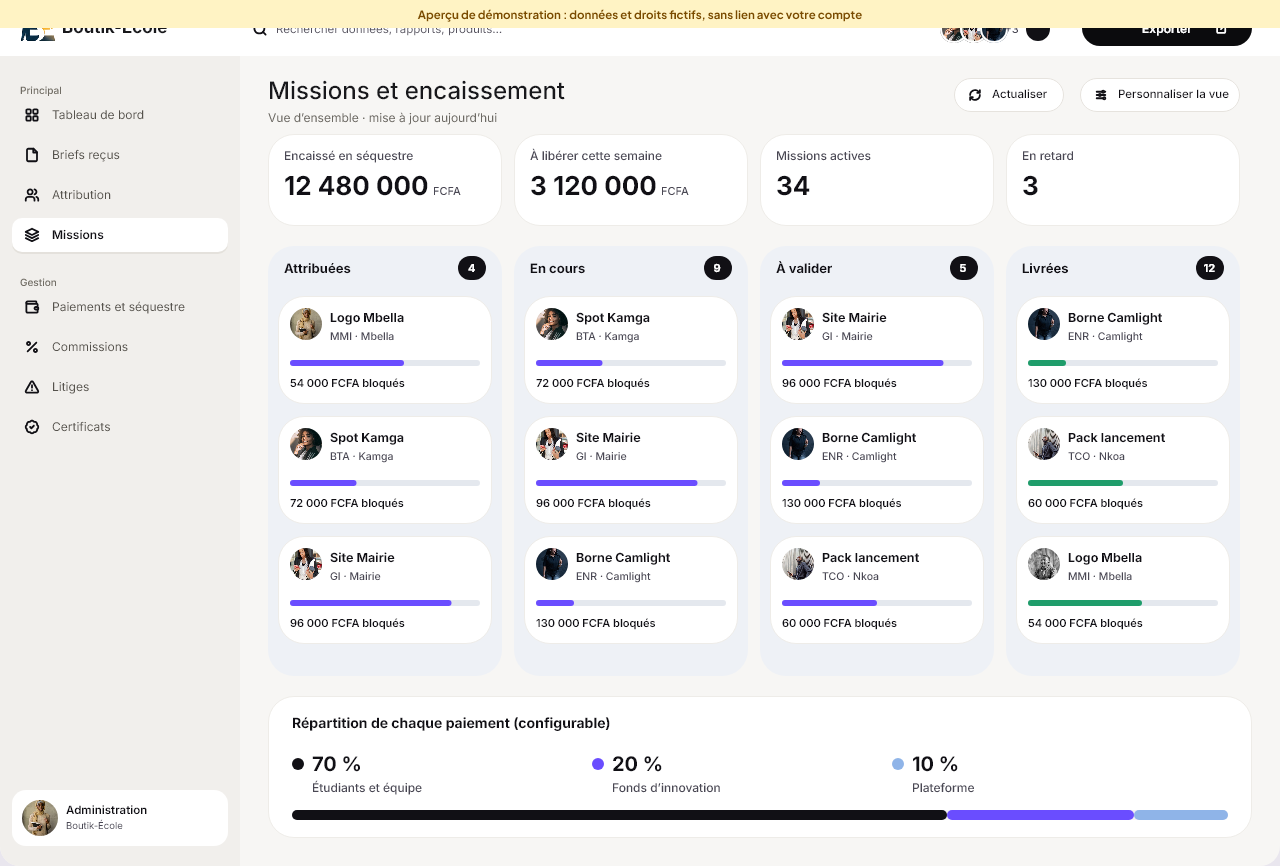 Aperçu de démonstration : données et droits fictifs, sans lien avec votre compte
Boutik-École
Rechercher données, rapports, produits...
+3
Exporter
Principal
Tableau de bord
Briefs reçus
Attribution
Missions
Gestion
Paiements et séquestre
Commissions
Litiges
Certificats
Administration
Boutik-École
Missions et encaissement
Vue d’ensemble · mise à jour aujourd’hui
Actualiser
Personnaliser la vue
Encaissé en séquestre
12 480 000 FCFA
À libérer cette semaine
3 120 000 FCFA
Missions actives
34
En retard
3
Attribuées 4
Logo Mbella
MMI · Mbella
54 000 FCFA bloqués
Spot Kamga
BTA · Kamga
72 000 FCFA bloqués
Site Mairie
GI · Mairie
96 000 FCFA bloqués
En cours 9
Spot Kamga
BTA · Kamga
72 000 FCFA bloqués
Site Mairie
GI · Mairie
96 000 FCFA bloqués
Borne Camlight
ENR · Camlight
130 000 FCFA bloqués
À valider 5
Site Mairie
GI · Mairie
96 000 FCFA bloqués
Borne Camlight
ENR · Camlight
130 000 FCFA bloqués
Pack lancement
TCO · Nkoa
60 000 FCFA bloqués
Livrées 12
Borne Camlight
ENR · Camlight
130 000 FCFA bloqués
Pack lancement
TCO · Nkoa
60 000 FCFA bloqués
Logo Mbella
MMI · Mbella
54 000 FCFA bloqués
Répartition de chaque paiement (configurable)
70 %
Étudiants et équipe
20 %
Fonds d’innovation
10 %
Plateforme